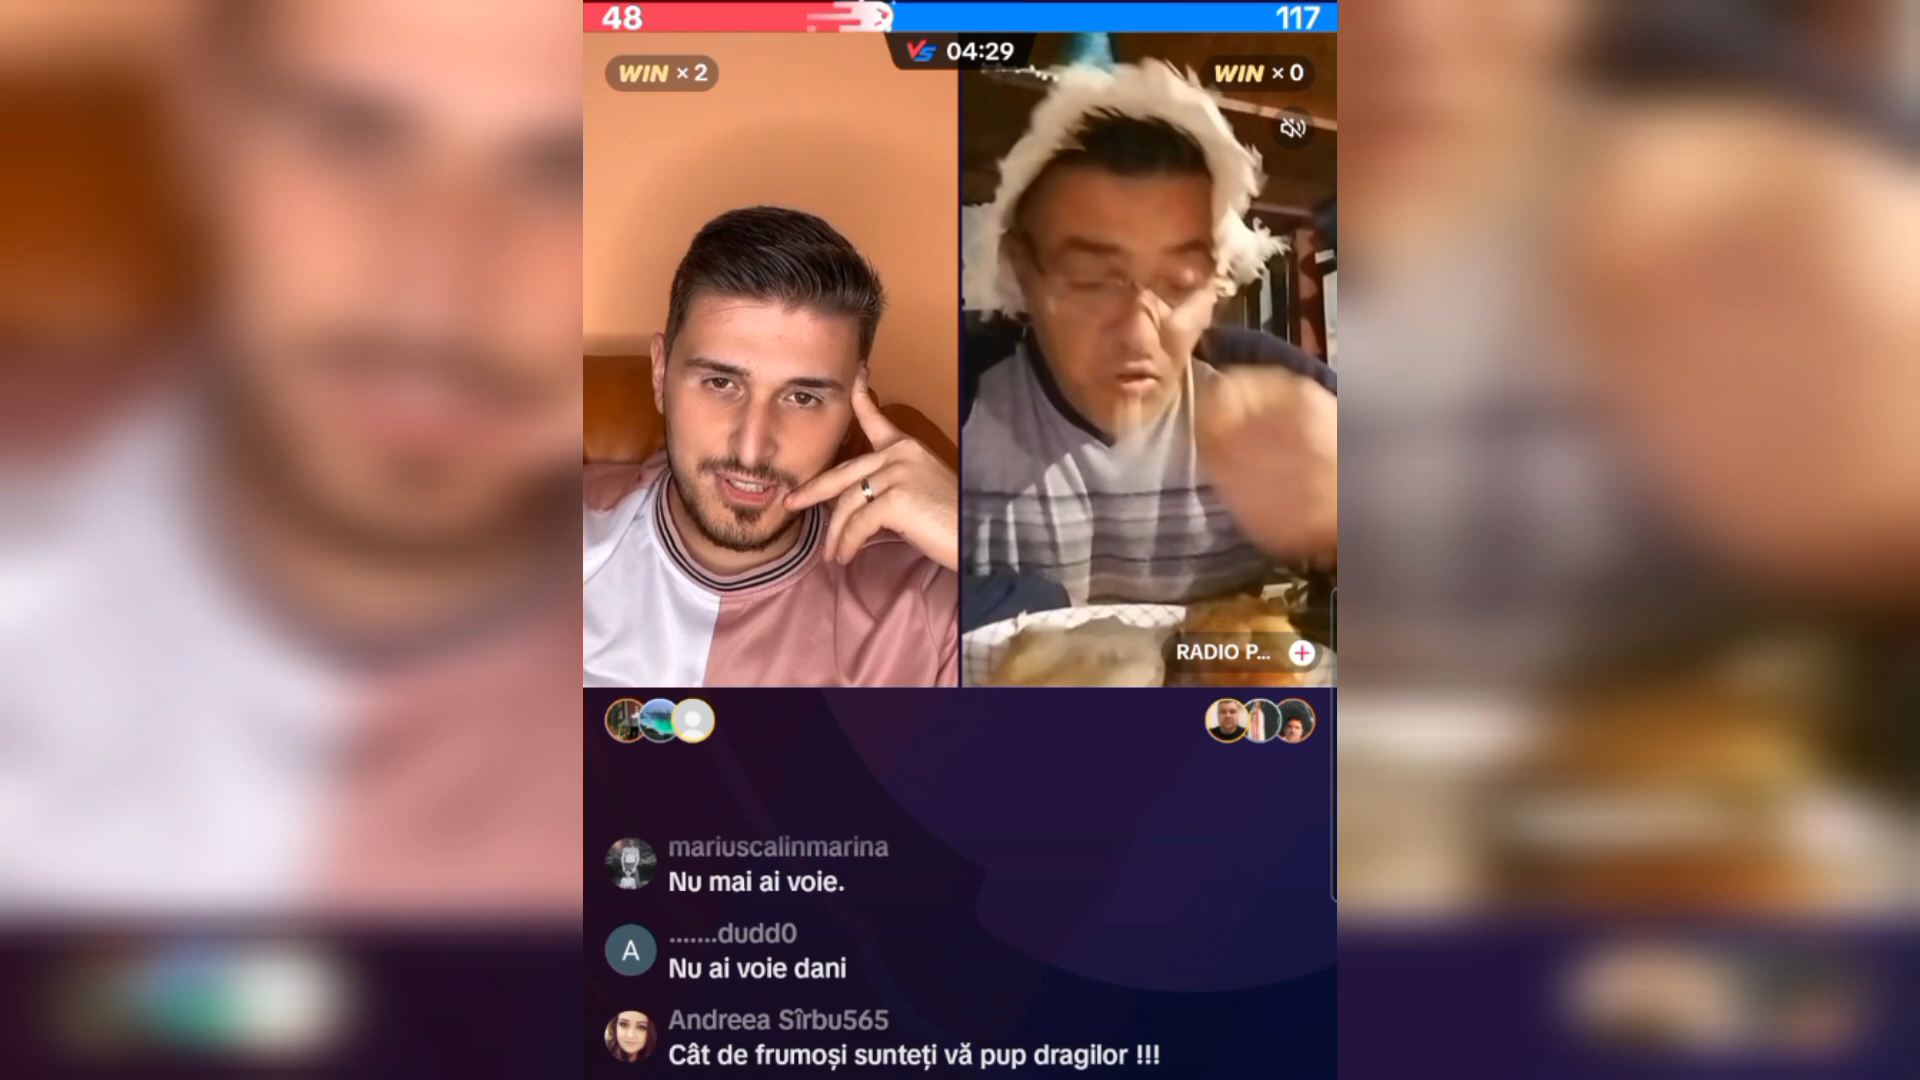 48
117
VS 04:29
WIN × 2
WIN × 0
RADIO P...
mariuscalinmarina
Nu mai ai voie.
A
.......dudd0
Nu ai voie dani
Andreea Sîrbu565
Cât de frumoși sunteți vă pup dragilor !!!